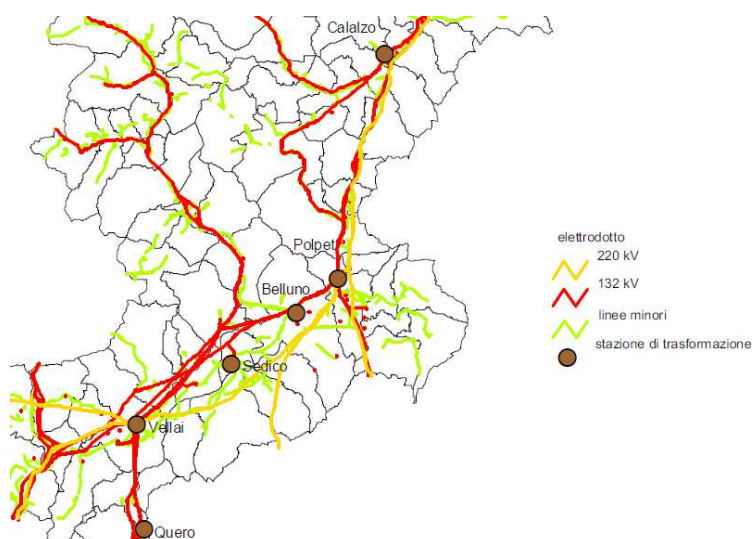 Calalzo
Polpet
Belluno
Sedico
Vellai
Quero
elettrodotto
220 kV
132 kV
linee minori
stazione di trasformazione